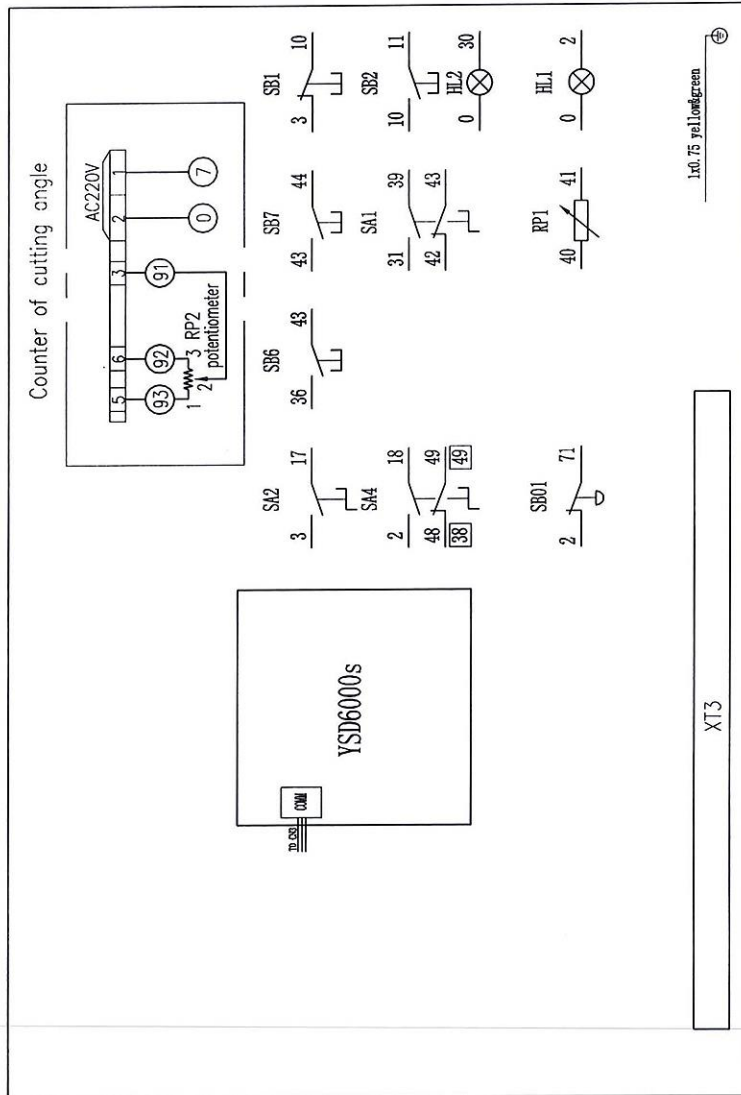 Counter of cutting angle
AC220V
5 6 3 2 1
93 92 91 0 7
1 3 RP2
2 potentiometer
SA2 SB6 SB7 SB1
3 17 36 43 43 44 3 10
TO CN3
COMM
YSD6000s
SA4 SA1 SB2
2 18 31 39 10 11
48 49 42 43
HL2
38 49 0 30
SB01 RP1 HL1
2 71 40 41 0 2
XT3
1x0.75 yellow&green